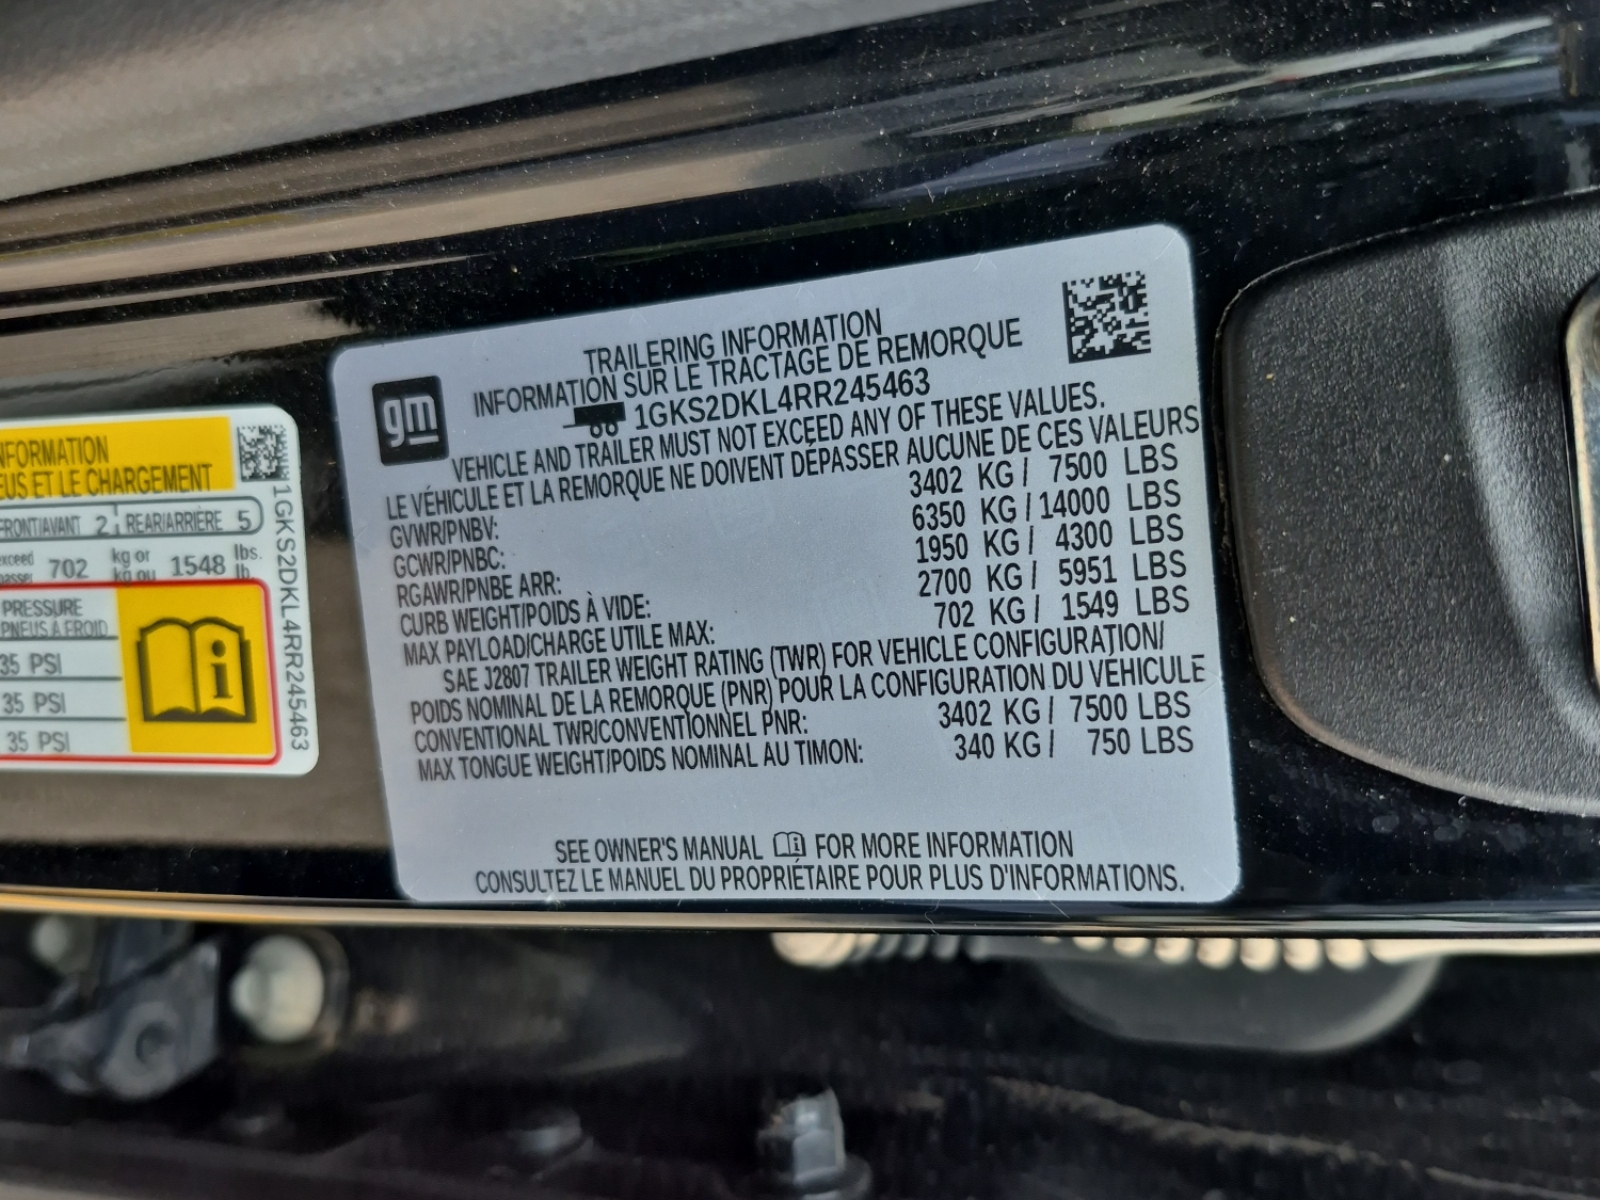 NFORMATION
EUS ET LE CHARGEMENT
FRONT/AVANT 2 REAR/ARRIÈRE 5
702 kg or kg ou 1548 lbs. lb
PRESSURE
PNEUS A FROID
35 PSI
35 PSI
35 PSI
1GKS2DKL4RR245463
gm
TRAILERING INFORMATION
INFORMATION SUR LE TRACTAGE DE REMORQUE
1GKS2DKL4RR245463
VEHICLE AND TRAILER MUST NOT EXCEED ANY OF THESE VALUES.
LE VÉHICULE ET LA REMORQUE NE DOIVENT DÉPASSER AUCUNE DE CES VALEURS
GVWR/PNBV: 3402 KG / 7500 LBS
GCWR/PNBC: 6350 KG / 14000 LBS
RGAWR/PNBE ARR: 1950 KG / 4300 LBS
CURB WEIGHT/POIDS À VIDE: 2700 KG / 5951 LBS
MAX PAYLOAD/CHARGE UTILE MAX: 702 KG / 1549 LBS
SAE J2807 TRAILER WEIGHT RATING (TWR) FOR VEHICLE CONFIGURATION/
POIDS NOMINAL DE LA REMORQUE (PNR) POUR LA CONFIGURATION DU VÉHICULE
CONVENTIONAL TWR/CONVENTIONNEL PNR: 3402 KG / 7500 LBS
MAX TONGUE WEIGHT/POIDS NOMINAL AU TIMON: 340 KG / 750 LBS
SEE OWNER'S MANUAL FOR MORE INFORMATION
CONSULTEZ LE MANUEL DU PROPRIÉTAIRE POUR PLUS D'INFORMATIONS.